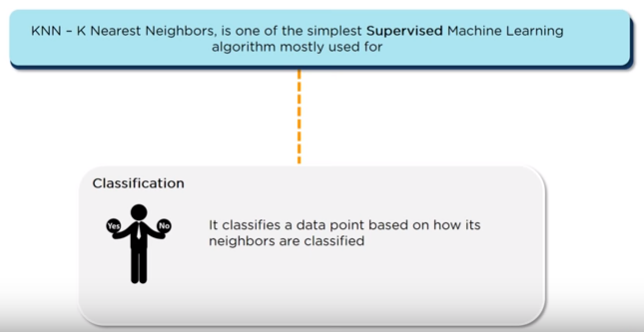 KNN – K Nearest Neighbors, is one of the simplest Supervised Machine Learning
algorithm mostly used for
Classification
Yes
No
It classifies a data point based on how its
neighbors are classified